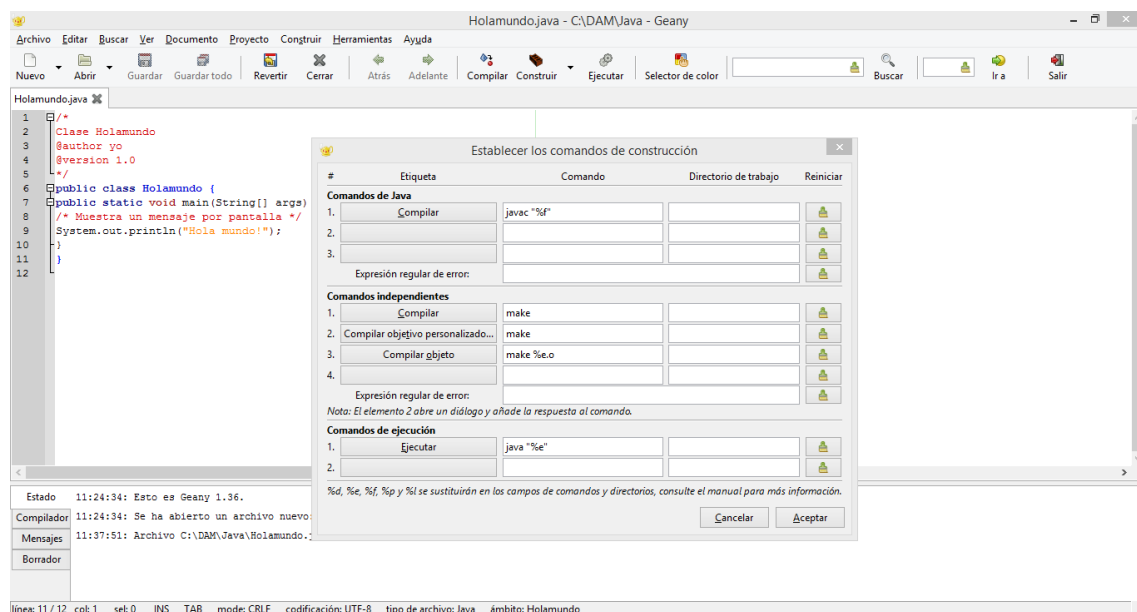 Holamundo.java - C:\DAM\Java - Geany
Archivo Editar Buscar Ver Documento Proyecto Construir Herramientas Ayuda
Nuevo Abrir Guardar Guardar todo Revertir Cerrar Atrás Adelante Compilar Construir Ejecutar Selector de color Buscar Ir a Salir
Holamundo.java
1 /*
2 Clase Holamundo
3 @author yo
4 @version 1.0
5 */
6 public class Holamundo {
7 public static void main(String[] args)
8 /* Muestra un mensaje por pantalla */
9 System.out.println("Hola mundo!");
10 }
11 }
12
Establecer los comandos de construcción
# Etiqueta Comando Directorio de trabajo Reiniciar
Comandos de Java
1. Compilar javac "%f"
2.
3.
Expresión regular de error:
Comandos independientes
1. Compilar make
2. Compilar objetivo personalizado... make
3. Compilar objeto make %e.o
4.
Expresión regular de error:
Nota: El elemento 2 abre un diálogo y añade la respuesta al comando.
Comandos de ejecución
1. Ejecutar java "%e"
2.
%d, %e, %f, %p y %l se sustituirán en los campos de comandos y directorios, consulte el manual para más información.
Cancelar Aceptar
Estado
Compilador
Mensajes
Borrador
11:24:34: Esto es Geany 1.36.
11:24:34: Se ha abierto un archivo nuevo
11:37:51: Archivo C:\DAM\Java\Holamundo.
línea: 11 / 12 col: 1 sel: 0 INS TAB mode: CRLF codificación: UTF-8 tipo de archivo: Java ámbito: Holamundo